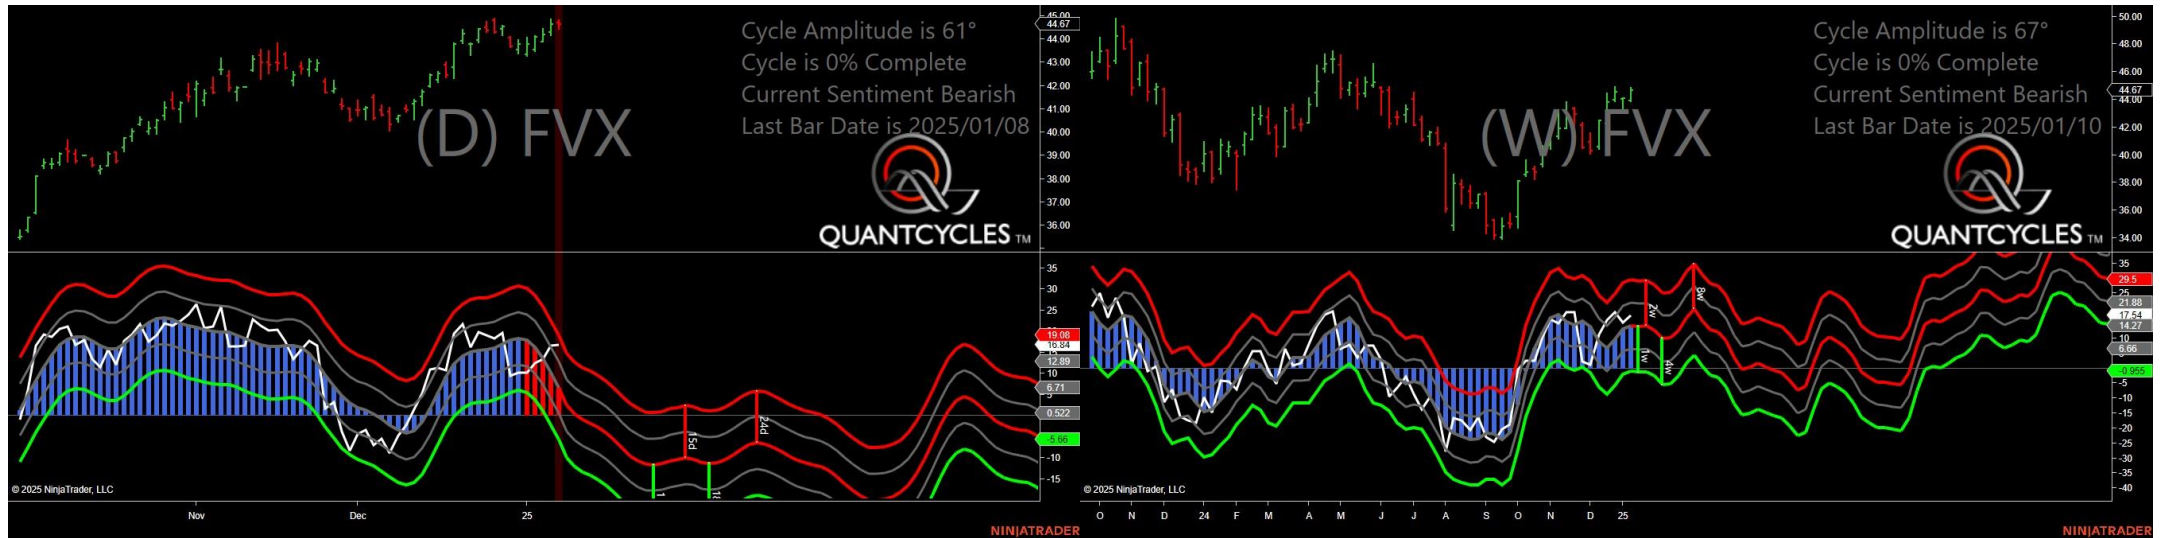 Cycle Amplitude is 61°
Cycle is 0% Complete
Current Sentiment Bearish
Last Bar Date is 2025/01/08
(D) FVX
QUANTCYCLES TM
45.00
44.67
44.00
43.00
42.00
41.00
40.00
39.00
38.00
37.00
36.00
35
30
25
19.08
16.84
12.89
10
6.71
5
0.522
-5.66
-10
-15
15d
24d
1
© 2025 NinjaTrader, LLC
Nov
Dec
25
NINJATRADER
Cycle Amplitude is 67°
Cycle is 0% Complete
Current Sentiment Bearish
Last Bar Date is 2025/01/10
(W) FVX
QUANTCYCLES TM
50.00
48.00
46.00
44.67
44.00
42.00
40.00
38.00
36.00
34.00
35
29.5
25
21.88
17.54
14.27
10
6.66
-0.955
-5
-10
-15
-20
-25
-30
-35
-40
2w
8w
1w
4w
© 2025 NinjaTrader, LLC
O N D 24 F M A M J J A S O N D 25
NINJATRADER